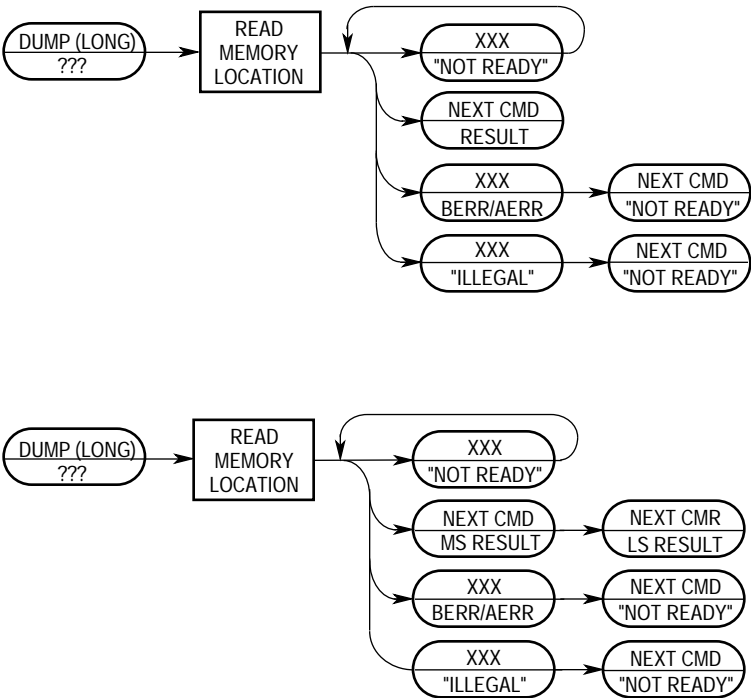 DUMP (LONG)
???
READ
MEMORY
LOCATION
XXX
"NOT READY"
NEXT CMD
RESULT
XXX
BERR/AERR
NEXT CMD
"NOT READY"
XXX
"ILLEGAL"
NEXT CMD
"NOT READY"
DUMP (LONG)
???
READ
MEMORY
LOCATION
XXX
"NOT READY"
NEXT CMD
MS RESULT
NEXT CMR
LS RESULT
XXX
BERR/AERR
NEXT CMD
"NOT READY"
XXX
"ILLEGAL"
NEXT CMD
"NOT READY"